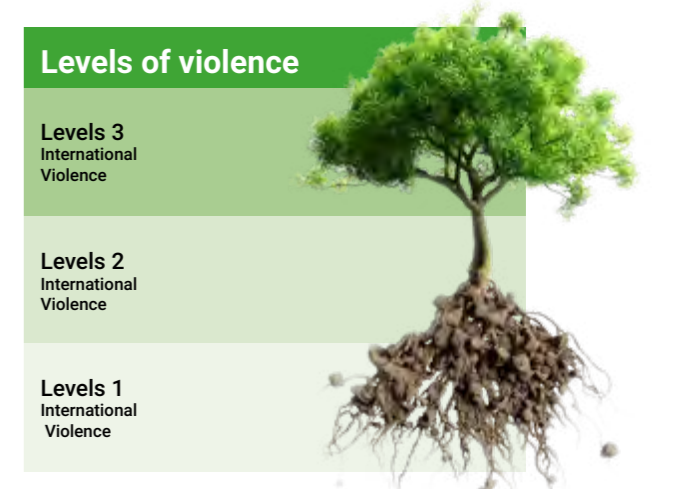 Levels of violence
Levels 3
International
Violence
Levels 2
International
Violence
Levels 1
International
Violence